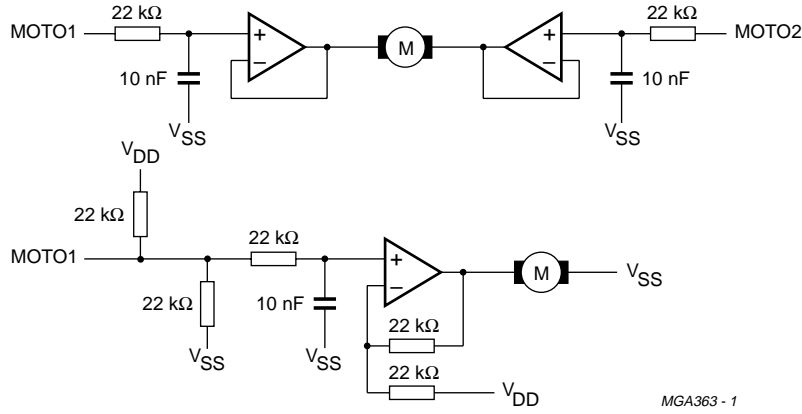 22 kΩ 22 kΩ
MOTO1 + M + MOTO2
− −
10 nF 10 nF
VSS VSS
VDD
22 kΩ
MOTO1 22 kΩ + M VSS
−
22 kΩ 10 nF
22 kΩ
VSS VSS 22 kΩ
VDD
MGA363 - 1